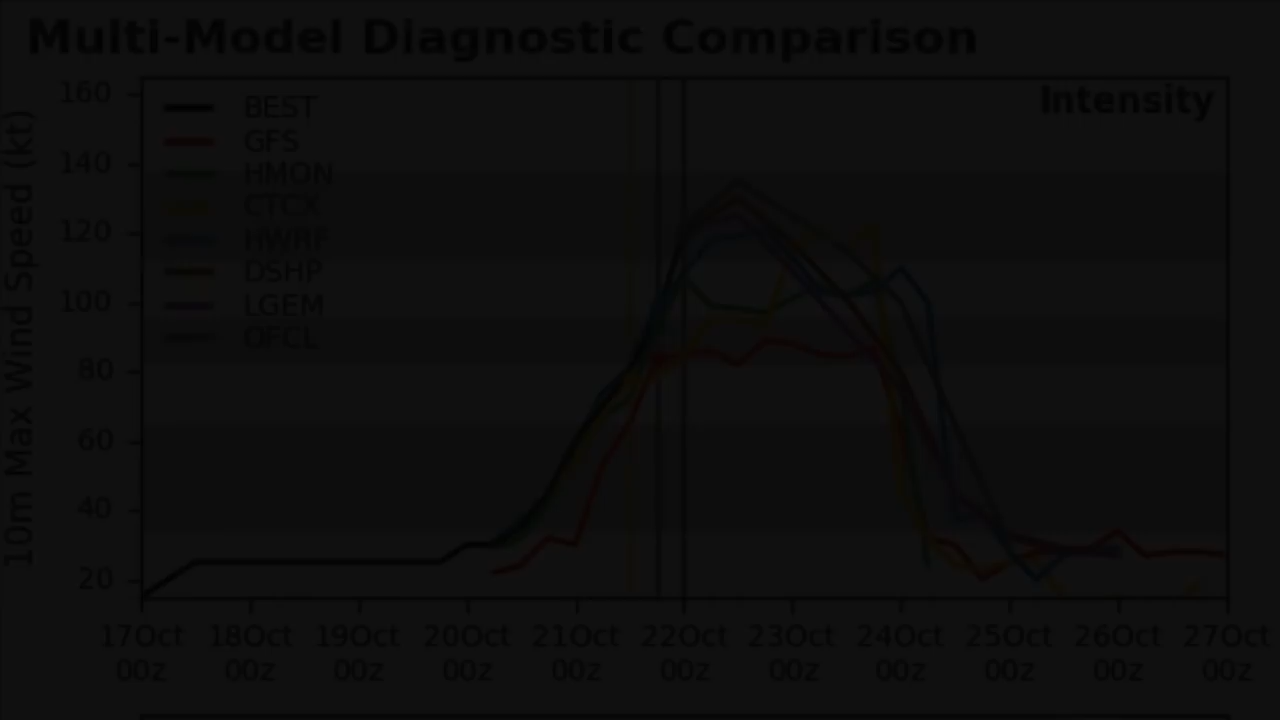 Multi-Model Diagnostic Comparison
Intensity
10m Max Wind Speed (kt)
160
140
120
100
80
60
40
20
BEST
GFS
HMON
CTCX
HWRF
DSHP
LGEM
OFCL
17Oct 18Oct 19Oct 20Oct 21Oct 22Oct 23Oct 24Oct 25Oct 26Oct 27Oct
00z 00z 00z 00z 00z 00z 00z 00z 00z 00z 00z